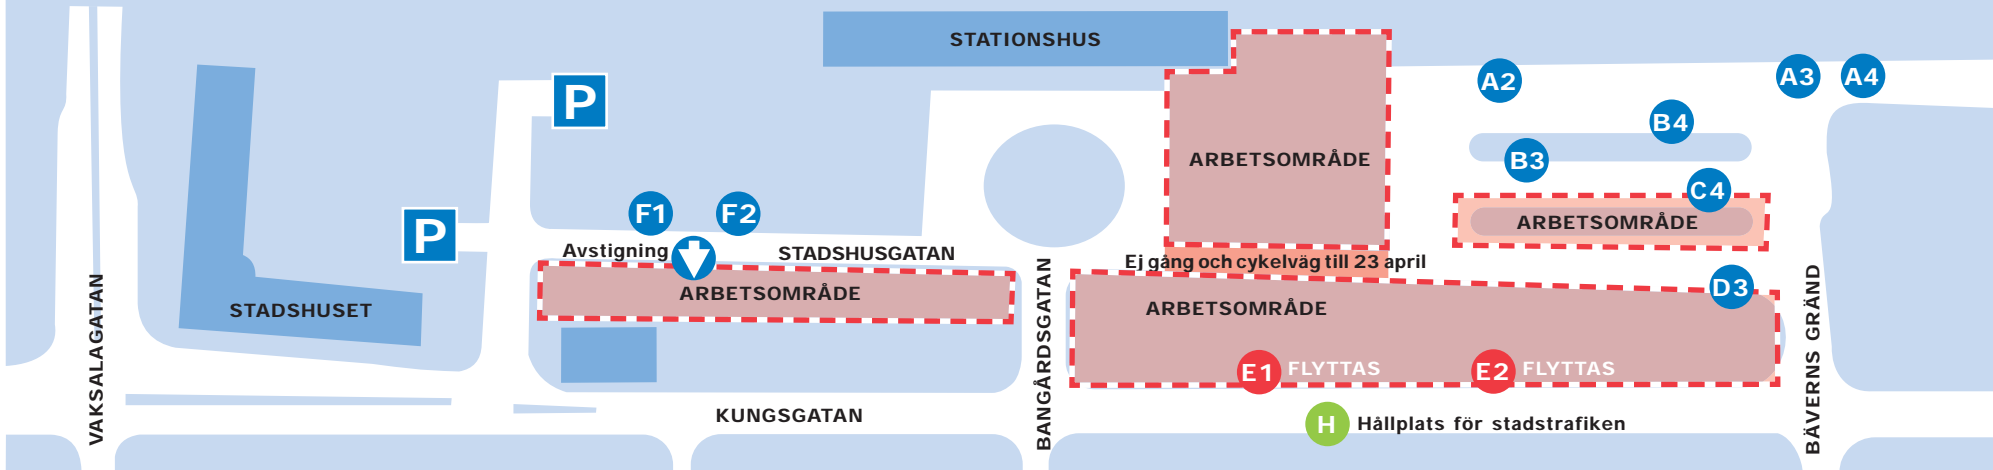 STATIONSHUS
A2
A3
A4
P
B4
B3
ARBETSOMRÅDE
C4
F1
F2
ARBETSOMRÅDE
P
Avstigning
STADSHUSGATAN
Ej gång och cykelväg till 23 april
ARBETSOMRÅDE
D3
STADSHUSET
ARBETSOMRÅDE
VAKSALAGATAN
BANGÅRDSGATAN
BÄVERNS GRÄND
E1 FLYTTAS
E2 FLYTTAS
KUNGSGATAN
H Hållplats för stadstrafiken